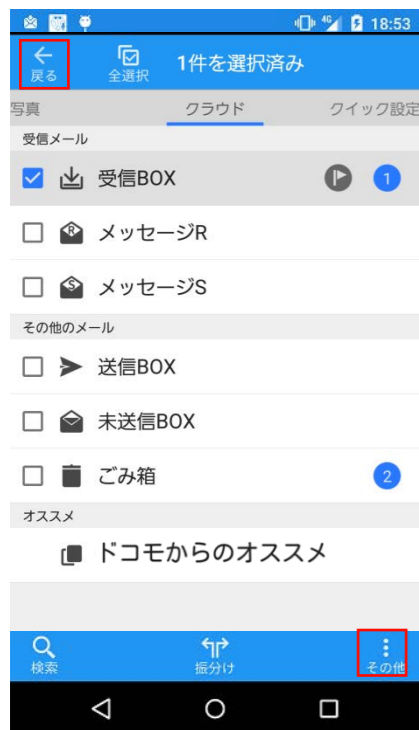 4G 18:53
戻る 全選択 1件を選択済み
写真 クラウド クイック設定
受信メール
受信BOX 1
メッセージR
メッセージS
その他のメール
送信BOX
未送信BOX
ごみ箱 2
オススメ
ドコモからのオススメ
検索 振分け その他